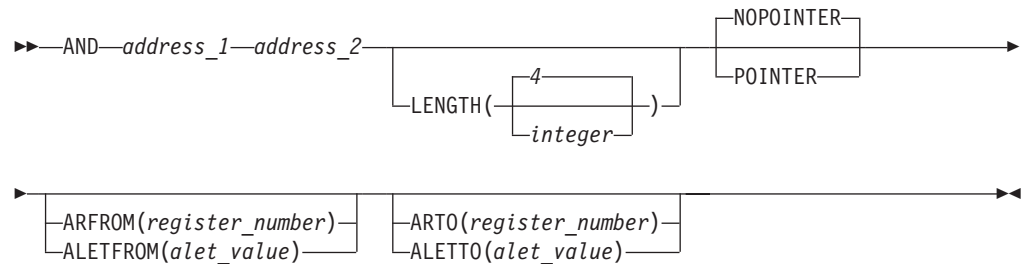 NOPOINTER
AND address_1 address_2
4
POINTER
LENGTH( )
integer
ARFROM(register_number)
ARTO(register_number)
ALETFROM(alet_value)
ALETTO(alet_value)